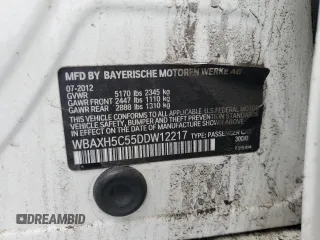 MFD BY BAYERISCHE MOTOREN WERKE AG
07-2012
GVWR 5170 lbs 2345 kg
GAWR FRONT 2447 lbs 1110 kg
GAWR REAR 2888 lbs 1310 kg
THIS VEHICLE CONFORMS TO ALL APPLICABLE FEDERAL MOTOR
VEHICLE SAFETY, BUMPER, AND THEFT PREVENTION
STANDARDS IN EFFECT ON THE DATE OF MANUFACTURE
SHOWN ABOVE.
WBAXH5C55DDW12217 TYPE: PASSENGER
DREAMBID